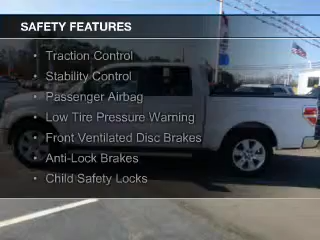 SAFETY FEATURES
• Traction Control
• Stability Control
• Passenger Airbag
• Low Tire Pressure Warning
• Front Ventilated Disc Brakes
• Anti-Lock Brakes
• Child Safety Locks